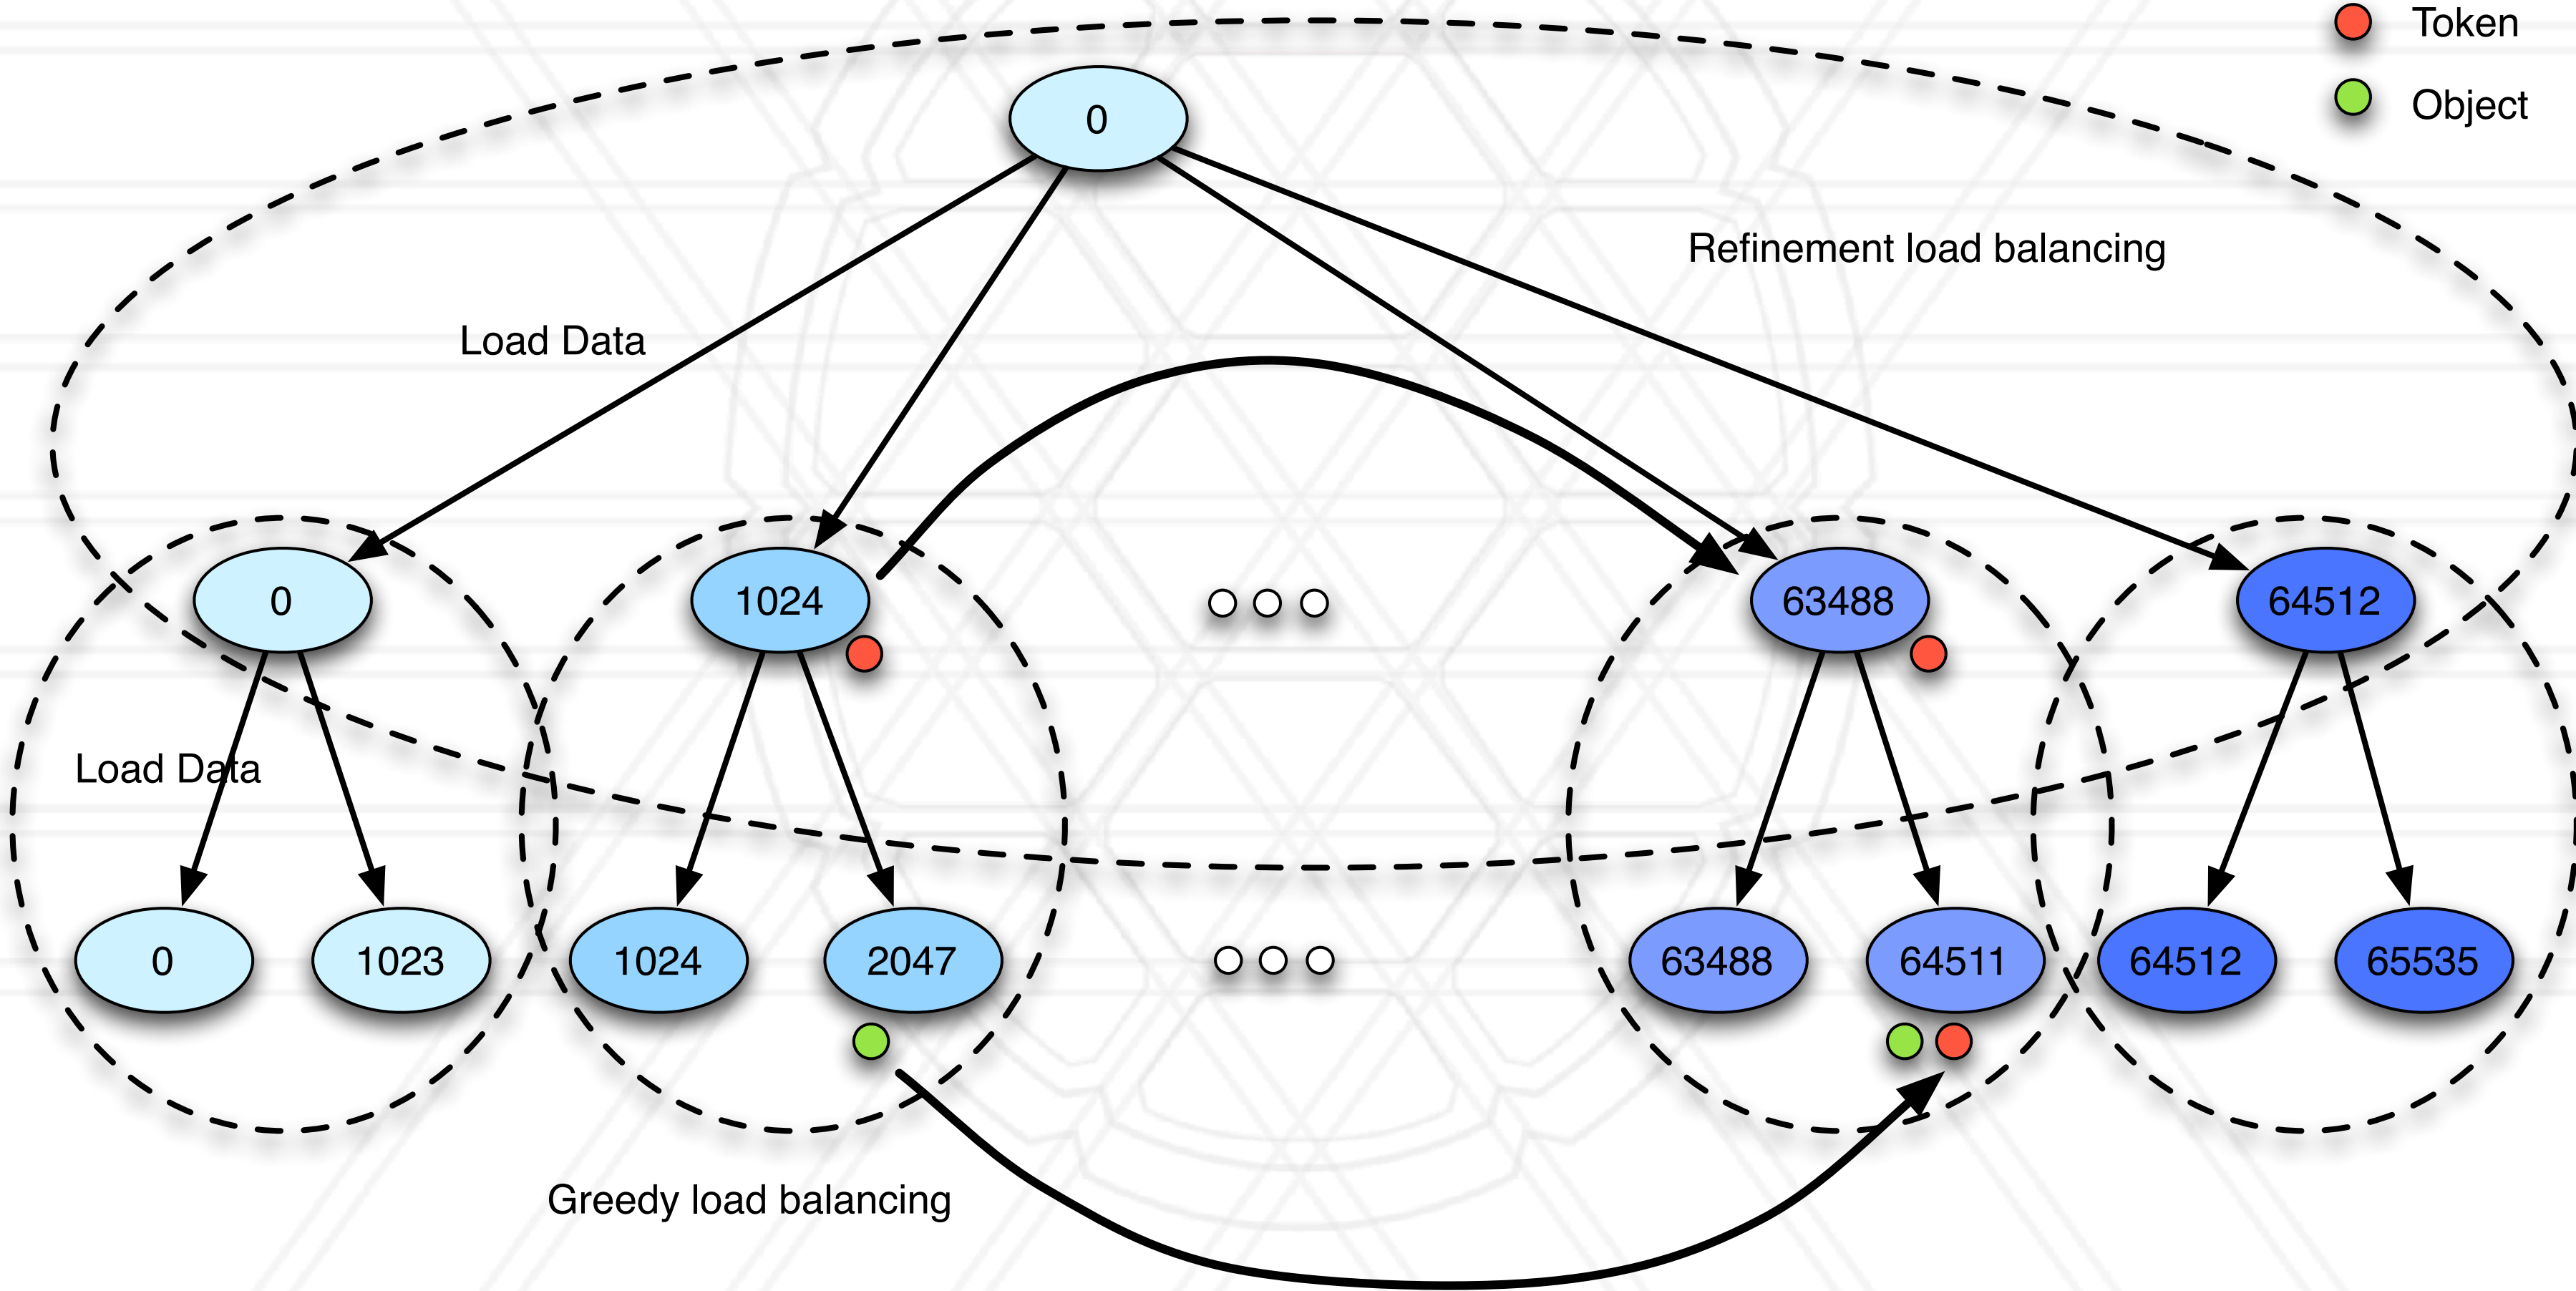 Token
Object
0
Refinement load balancing
Load Data
0
1024
63488
64512
Load Data
0
1023
1024
2047
63488
64511
64512
65535
Greedy load balancing